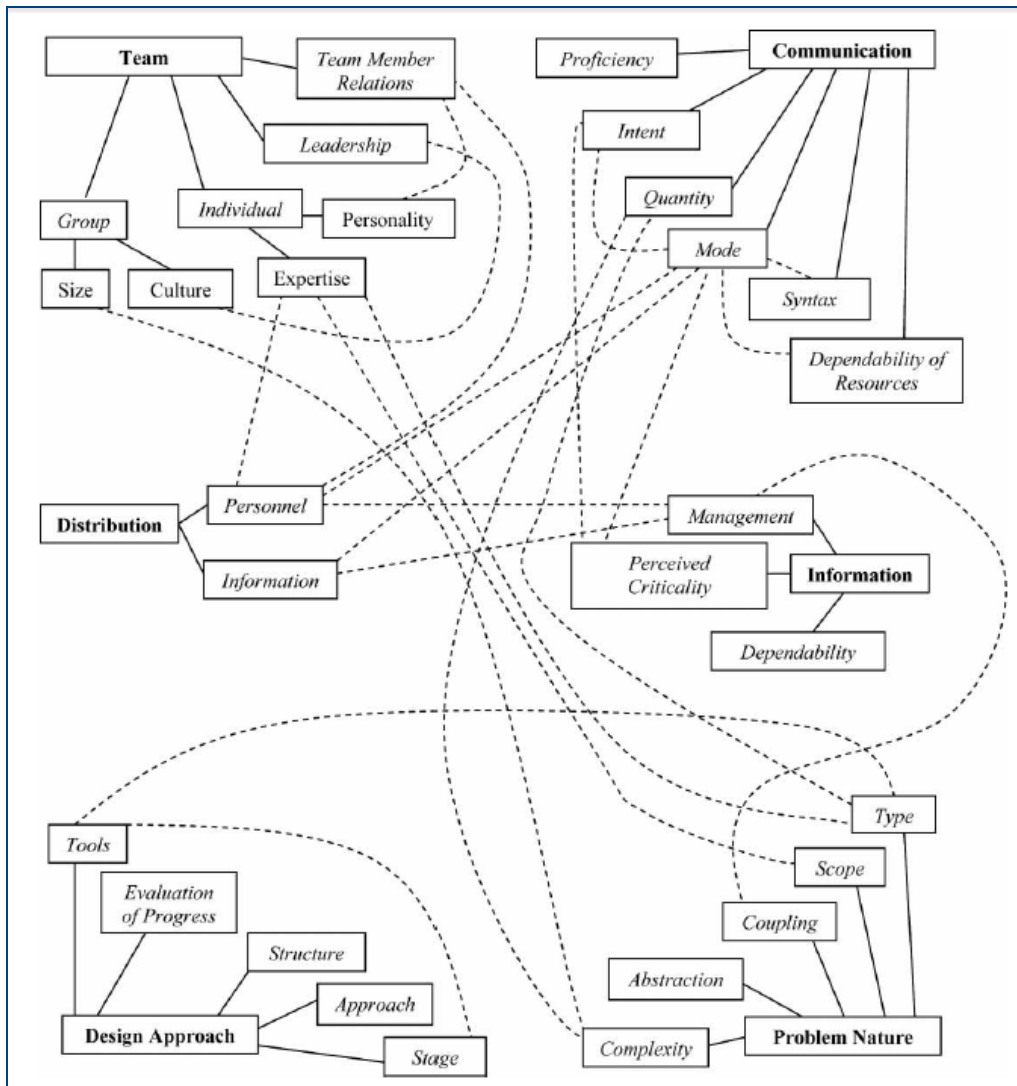 Team
Team Member
Relations
Leadership
Individual
Personality
Group
Size
Culture
Expertise
Communication
Proficiency
Intent
Quantity
Mode
Syntax
Dependability of
Resources
Distribution
Personnel
Information
Management
Perceived
Criticality
Information
Dependability
Tools
Evaluation
of Progress
Structure
Approach
Design Approach
Stage
Type
Scope
Coupling
Abstraction
Complexity
Problem Nature